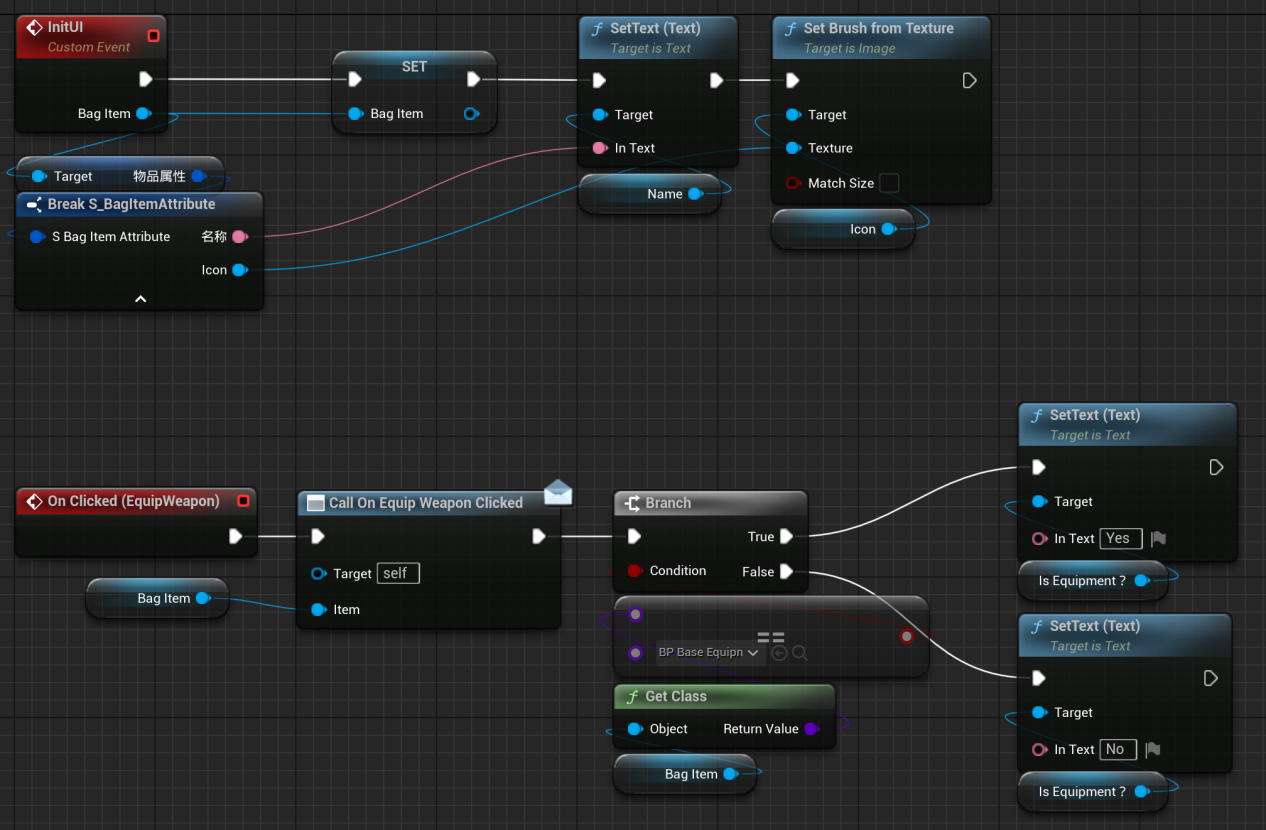 InitUI
Custom Event
Bag Item
SET
Bag Item
SetText (Text)
Target is Text
Target
In Text
Name
Set Brush from Texture
Target is Image
Target
Texture
Match Size
Icon
Target 物品属性
Break S_BagItemAttribute
S Bag Item Attribute 名称
Icon
On Clicked (EquipWeapon)
Bag Item
Call On Equip Weapon Clicked
Target self
Item
Branch
True
Condition False
==
BP Base Equipn
Get Class
Object Return Value
Bag Item
SetText (Text)
Target is Text
Target
In Text Yes
Is Equipment ?
SetText (Text)
Target is Text
Target
In Text No
Is Equipment ?